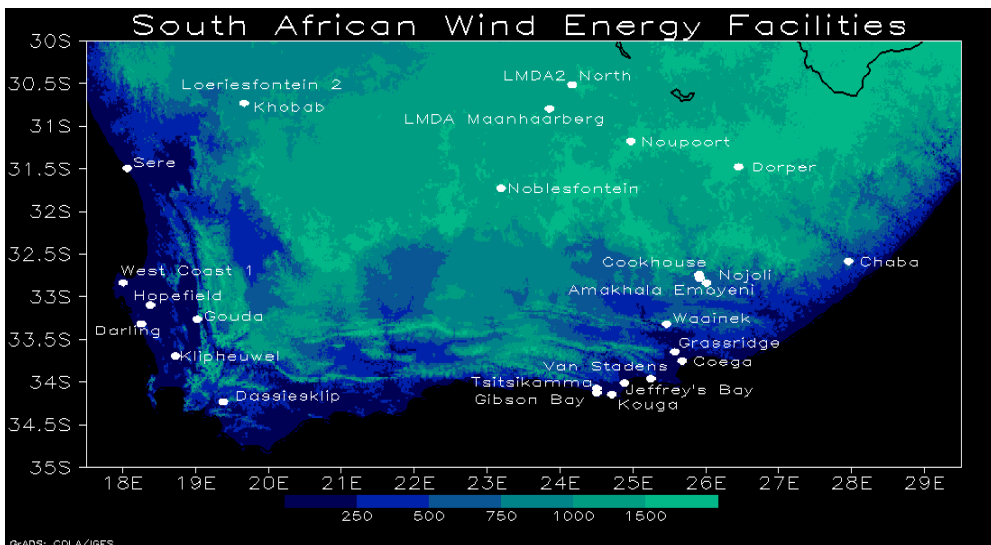 South African Wind Energy Facilities
30S
30.5S
31S
31.5S
32S
32.5S
33S
33.5S
34S
34.5S
35S
LMDA2 North
Loeriesfontein 2
Khobab
LMDA Maanhaarberg
Noupoort
Sere
Dorper
Noblesfontein
Cookhouse
Chaba
West Coast 1
Nojoli
Amakhala Emoyeni
Hopefield
Gouda
Waainek
Darling
Grassridge
Klipheuwel
Coega
Van Stadens
Tsitsikamma
Jeffrey's Bay
Dassiesklip
Gibson Bay
Kouga
18E 19E 20E 21E 22E 23E 24E 25E 26E 27E 28E 29E
250 500 750 1000 1500
GrADS: COLA/IGES